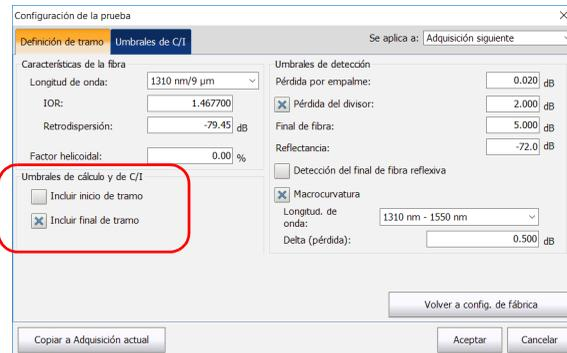 Configuración de la prueba
Definición de tramo
Umbrales de C/I
Se aplica a: Adquisición siguiente
Características de la fibra
Longitud de onda: 1310 nm/9 µm
IOR: 1.467700
Retrodispersión: -79.45 dB
Factor helicoidal: 0.00 %
Umbrales de cálculo y de C/I
Incluir inicio de tramo
Incluir final de tramo
Umbrales de detección
Pérdida por empalme: 0.020 dB
Pérdida del divisor: 2.000 dB
Final de fibra: 5.000 dB
Reflectancia: -72.0 dB
Detección del final de fibra reflexiva
Macrocurvatura
Longitud. de
onda: 1310 nm - 1550 nm
Delta (pérdida): 0.500 dB
Volver a config. de fábrica
Copiar a Adquisición actual
Aceptar
Cancelar